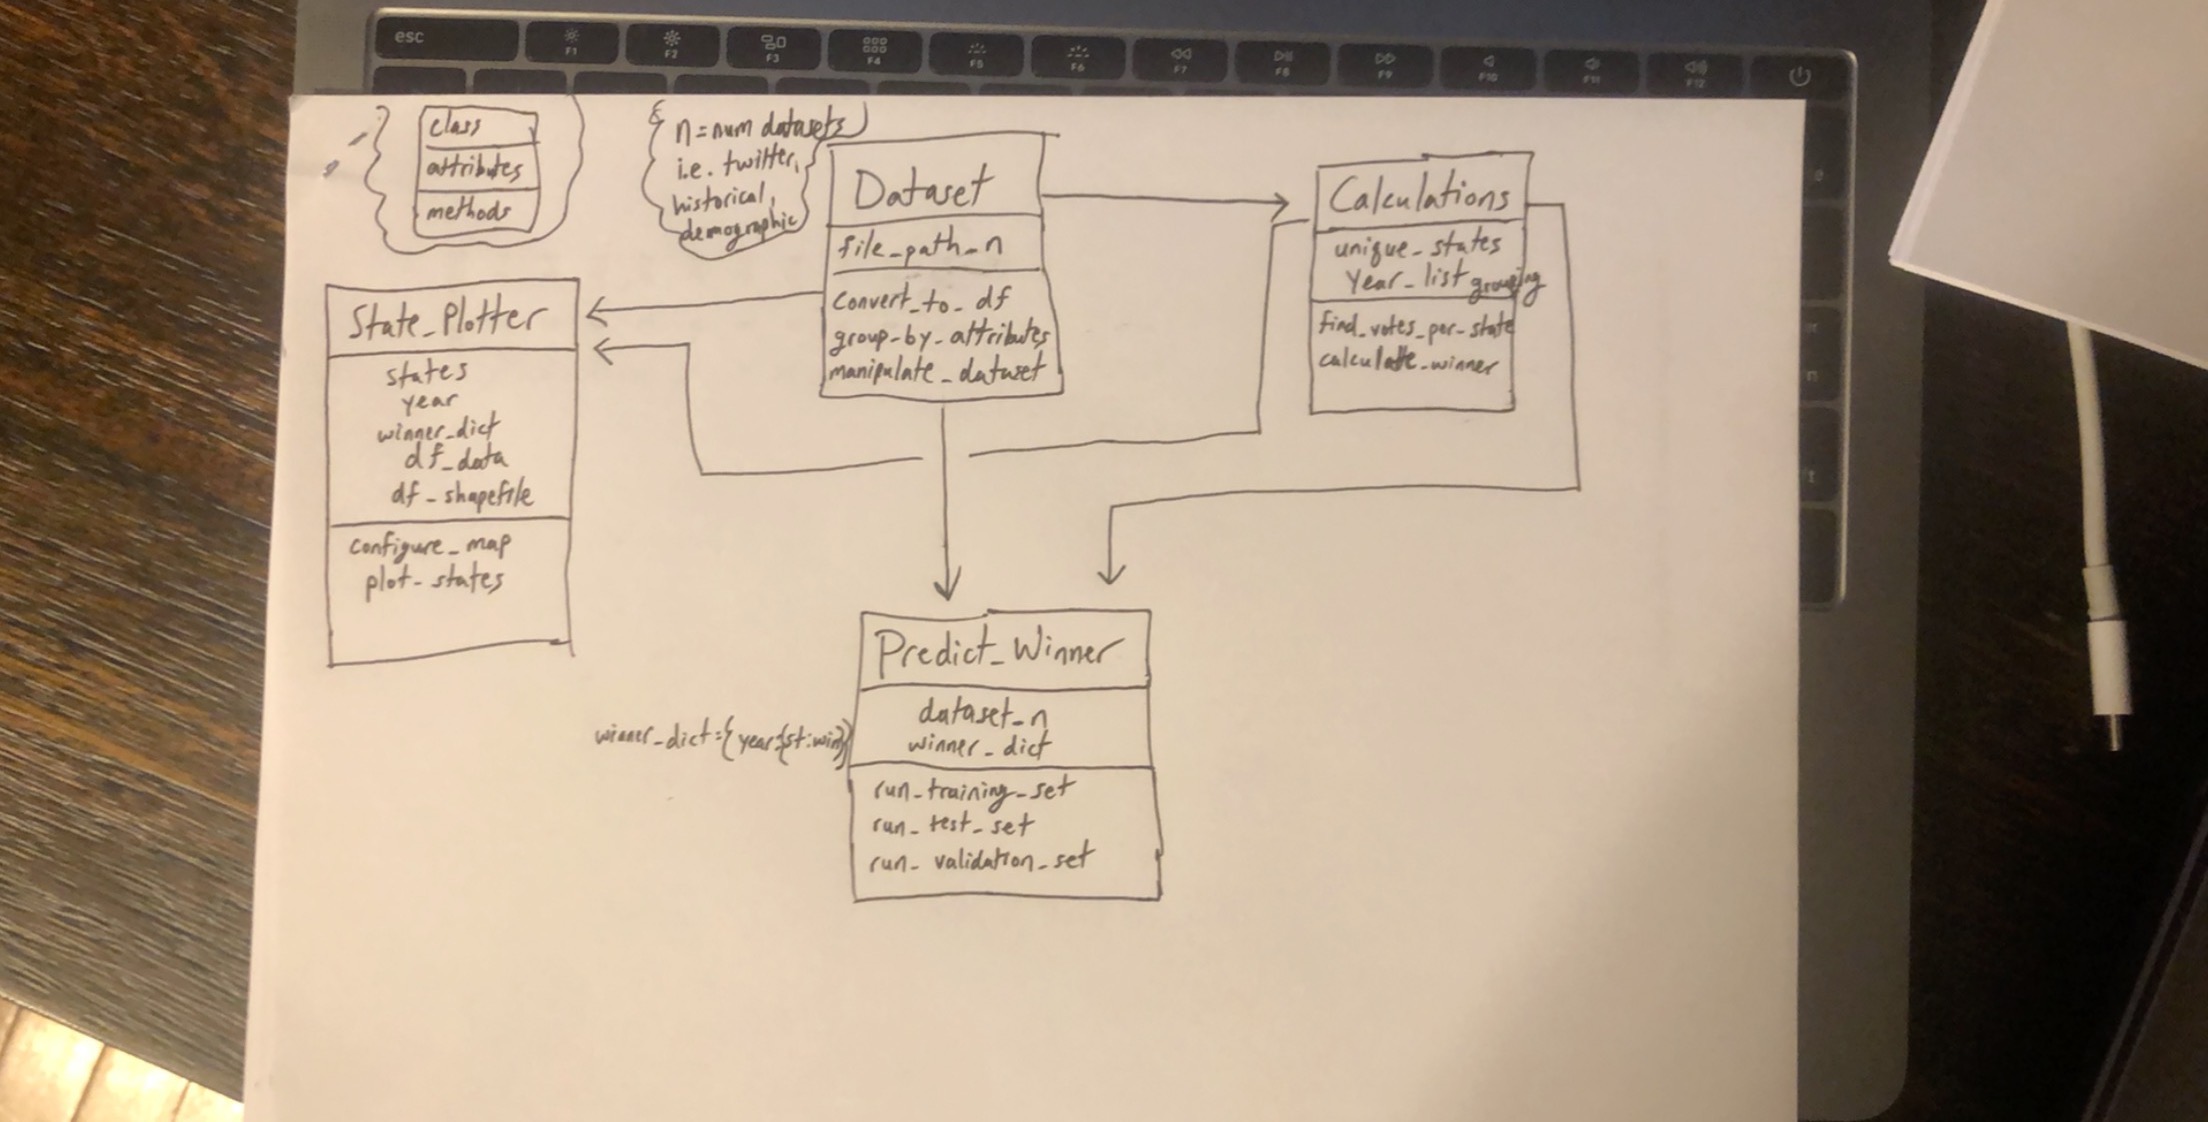 esc
F1
F2
F3
F4
F5
F6
F7
F8
F9
F10
F11
F12
class
attributes
methods
n = num datasets
i.e. twitter,
historical,
demographic
Dataset
file_path_n
convert_to_df
group_by_attributes
manipulate_dataset
Calculations
unique_states
year_list grouping
find_votes_per_state
calculate_winner
State_Plotter
states
year
winner_dict
df_data
df_shapefile
configure_map
plot_states
Predict_Winner
dataset_n
winner_dict
winner_dict={year:{st:win}}
run_training_set
run_test_set
run_validation_set